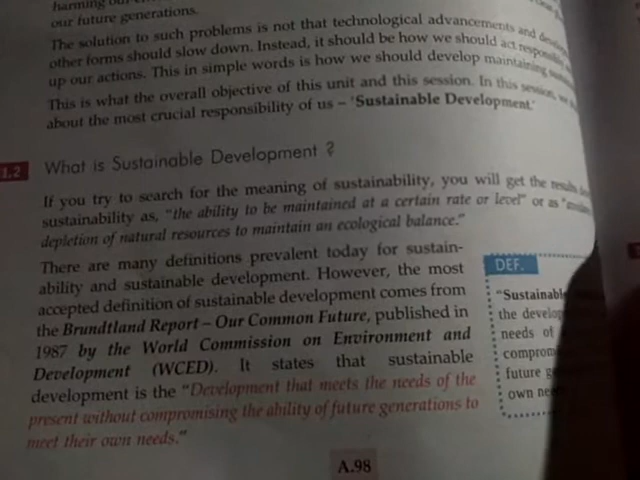 our future generations.
The solution to such problems is not that technological advancements and
other forms should slow down. Instead, it should be how we should act
up our actions. This in simple words is how we should develop maintaining
This is what the overall objective of this unit and this session. In this session,
about the most crucial responsibility of us – 'Sustainable Development.'
1.2 What is Sustainable Development ?
If you try to search for the meaning of sustainability, you will get the results
sustainability as, "the ability to be maintained at a certain rate or level" or as
depletion of natural resources to maintain an ecological balance."
There are many definitions prevalent today for sustain-
ability and sustainable development. However, the most
accepted definition of sustainable development comes from
the Brundtland Report – Our Common Future, published in
1987 by the World Commission on Environment and
Development (WCED). It states that sustainable
development is the "Development that meets the needs of the
present without compromising the ability of future generations to
meet their own needs."
DEF.
"Sustainable
the develop
needs of
comprom
future ge
own nee
A.98